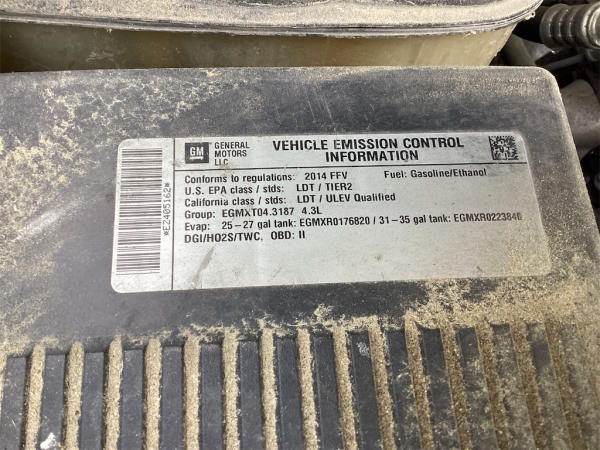 GM
GENERAL
MOTORS
LLC
VEHICLE EMISSION CONTROL
INFORMATION
Conforms to regulations: 2014 FFV Fuel: Gasoline/Ethanol
U.S. EPA class / stds: LDT / TIER2
California class / stds: LDT / ULEV Qualified
Group: EGMXT04.3187 4.3L
Evap: 25-27 gal tank: EGMXR0176820 / 31-35 gal tank: EGMXR0223840
DGI/HO2S/TWC, OBD: II
*E2405162*